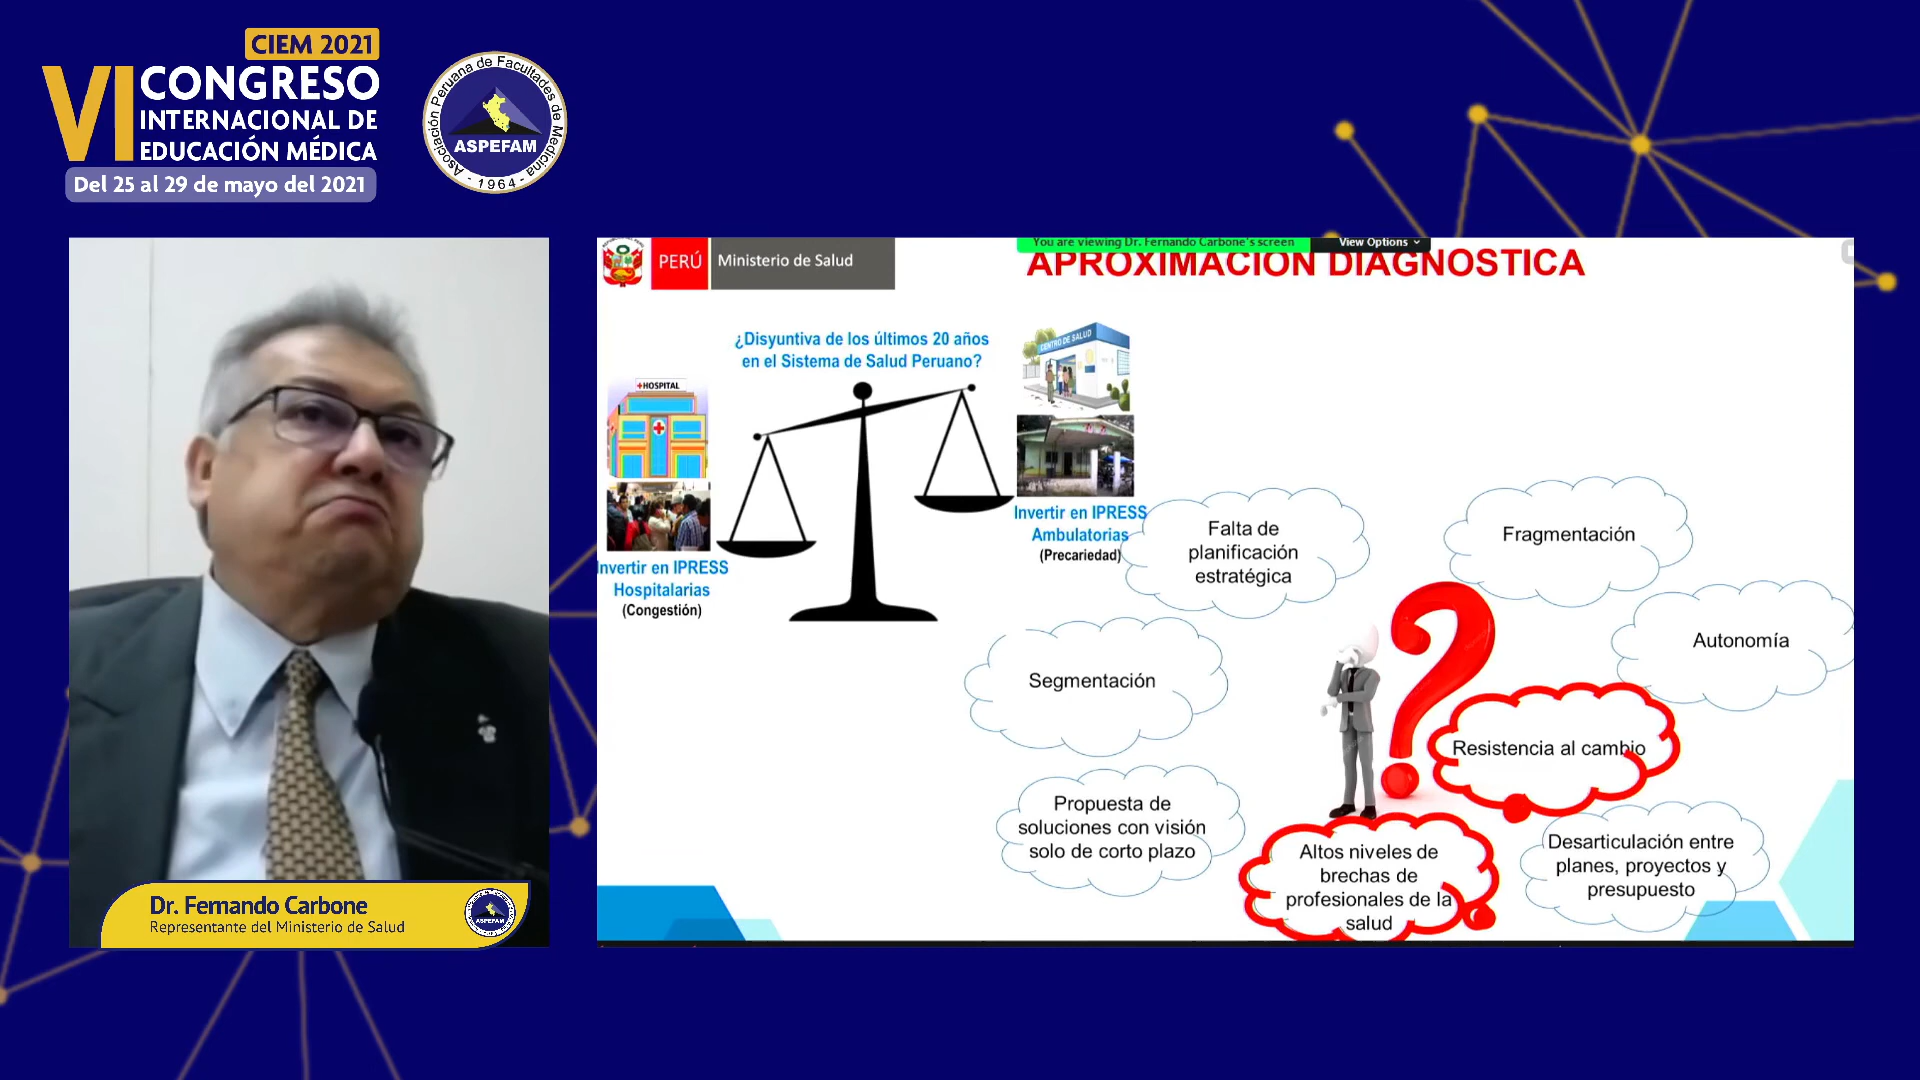 CIEM 2021
VI CONGRESO
INTERNACIONAL DE
EDUCACIÓN MÉDICA
Del 25 al 29 de mayo del 2021
Asociación Peruana de Facultades de Medicina
ASPEFAM
- 1964 -
PERÚ
Ministerio de Salud
You are viewing Dr. Fernando Carbone's screen
View Options
APROXIMACION DIAGNOSTICA
¿Disyuntiva de los últimos 20 años
en el Sistema de Salud Peruano?
+HOSPITAL
CENTRO DE SALUD
Invertir en IPRESS
Ambulatorias
(Precariedad)
nvertir en IPRESS
Hospitalarias
(Congestión)
Falta de
planificación
estratégica
Fragmentación
Autonomía
Segmentación
Resistencia al cambio
Propuesta de
soluciones con visión
solo de corto plazo
Altos niveles de
brechas de
profesionales de la
salud
Desarticulación entre
planes, proyectos y
presupuesto
Dr. Fernando Carbone
Representante del Ministerio de Salud
ASPEFAM